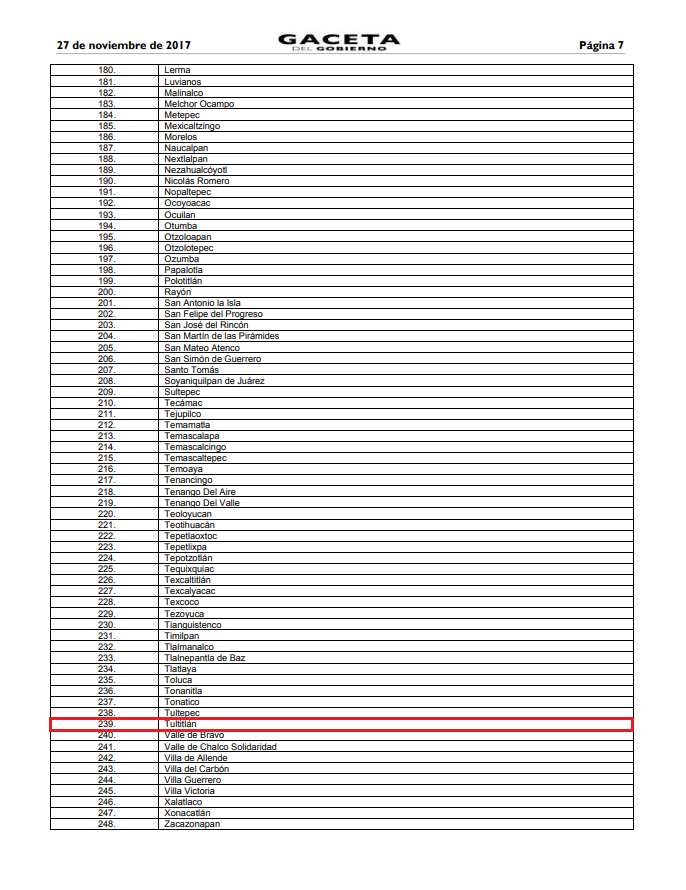 27 de noviembre de 2017
GACETA
DEL GOBIERNO
Página 7
180. Lerma
181. Luvianos
182. Malinalco
183. Melchor Ocampo
184. Metepec
185. Mexicaltzingo
186. Morelos
187. Naucalpan
188. Nextlalpan
189. Nezahualcóyotl
190. Nicolás Romero
191. Nopaltepec
192. Ocoyoacac
193. Ocuilan
194. Otumba
195. Otzoloapan
196. Otzolotepec
197. Ozumba
198. Papalotla
199. Polotitlán
200. Rayón
201. San Antonio la Isla
202. San Felipe del Progreso
203. San José del Rincón
204. San Martín de las Pirámides
205. San Mateo Atenco
206. San Simón de Guerrero
207. Santo Tomás
208. Soyaniquilpan de Juárez
209. Sultepec
210. Tecámac
211. Tejupilco
212. Temamatla
213. Temascalapa
214. Temascalcingo
215. Temascaltepec
216. Temoaya
217. Tenancingo
218. Tenango Del Aire
219. Tenango Del Valle
220. Teoloyucan
221. Teotihuacán
222. Tepetlaoxtoc
223. Tepetlixpa
224. Tepotzotlán
225. Tequixquiac
226. Texcaltitlán
227. Texcalyacac
228. Texcoco
229. Tezoyuca
230. Tianguistenco
231. Timilpan
232. Tlalmanalco
233. Tlalnepantla de Baz
234. Tlatlaya
235. Toluca
236. Tonanitla
237. Tonatico
238. Tultepec
239. Tultitlán
240. Valle de Bravo
241. Valle de Chalco Solidaridad
242. Villa de Allende
243. Villa del Carbón
244. Villa Guerrero
245. Villa Victoria
246. Xalatlaco
247. Xonacatlán
248. Zacazonapan